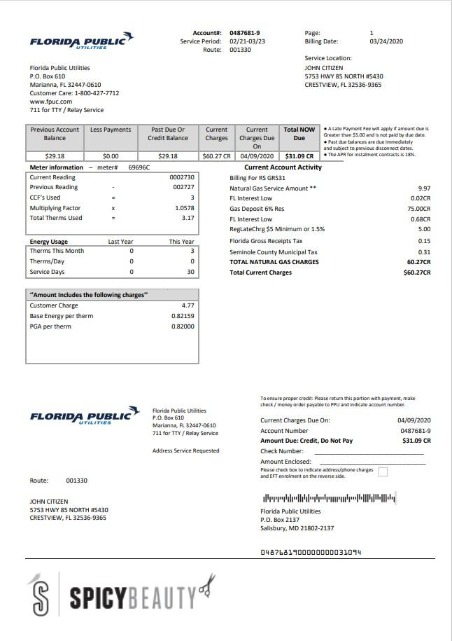 FLORIDA PUBLIC
UTILITIES
Account#: 0487681-9
Service Period: 02/21-03/23
Route: 001330
Page: 1
Billing Date: 03/24/2020
Service Location:
JOHN CITIZEN
5753 HWY 85 NORTH #5430
CRESTVIEW, FL 32536-9365
Florida Public Utilities
P.O. Box 610
Marianna, FL 32447-0610
Customer Care: 1-800-427-7712
www.fpuc.com
711 for TTY / Relay Service
Previous Account Balance Less Payments Past Due Or Credit Balance Current Charges Current Charges Due On Total NOW Due
$29.18 $0.00 $29.18 $60.27 CR 04/09/2020 $31.09 CR
• A Late Payment Fee will apply if amount due is
Greater than $5.00 and is not paid by due date.
• Past due balances are due immediately
and subject to previous disconnect dates.
• The APR for instalment contracts is 18%.
Meter information – meter# 69696C
Current Reading 0002730
Previous Reading - 002727
CCF's Used = 3
Multiplier x 1.0578
Total Therms Used = 3.17
Energy Usage Last Year This Year
Therms This Month 0 3
Therms/Day 0 0
Service Days 0 30
"Amount Includes the following charges"
Customer Charge 4.77
Base Energy per therm 0.82159
PGA per therm 0.82000
Current Account Activity
Billing For RS GRS31
Natural Gas Service Amount ** 9.97
FL Interest Low 0.02CR
Gas Deposit 6% Res 75.00CR
FL Interest Low 0.68CR
RegLateChrg $5 Minimum or 1.5% 5.00
Florida Gross Receipts Tax 0.15
Seminole County Municipal Tax 0.31
TOTAL NATURAL GAS CHARGES 60.27CR
Total Current Charges $60.27CR
FLORIDA PUBLIC
UTILITIES
Florida Public Utilities
P.O. Box 610
Marianna, FL 32447-0610
711 for TTY / Relay Service
Address Service Requested
Route: 001330
JOHN CITIZEN
5753 HWY 85 NORTH #5430
CRESTVIEW, FL 32536-9365
To ensure proper credit: Please return this portion with payment, make
check / money order payable to FPU and indicate account number.
Current Charges Due On: 04/09/2020
Account Number 0487681-9
Amount Due: Credit, Do Not Pay $31.09 CR
Check Number:
Amount Enclosed:
Please check box to indicate address/phone changes
and EFT enrolment on the reverse side.
Florida Public Utilities
P.O. Box 2137
Salisbury, MD 21802-2137
SPICYBEAUTY